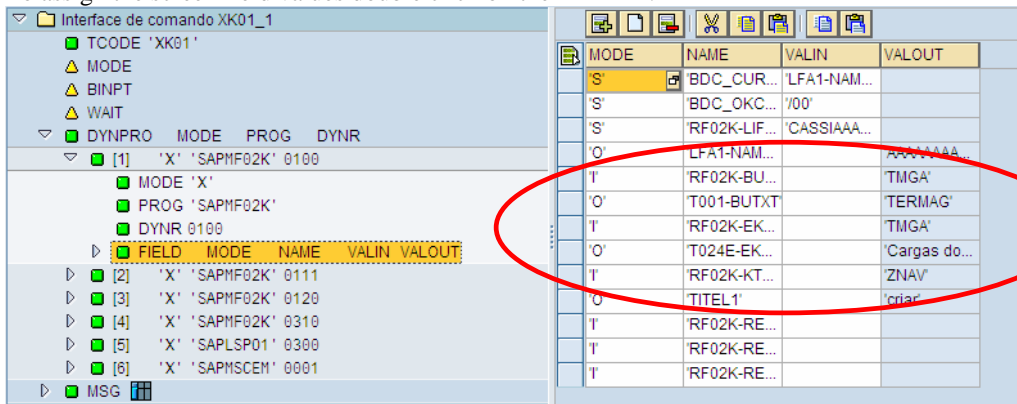 Interface de comando XK01_1
TCODE 'XK01'
MODE
BINPT
WAIT
DYNPRO MODE PROG DYNR
[1] 'X' 'SAPMF02K' 0100
MODE 'X'
PROG 'SAPMF02K'
DYNR 0100
FIELD MODE NAME VALIN VALOUT
[2] 'X' 'SAPMF02K' 0111
[3] 'X' 'SAPMF02K' 0120
[4] 'X' 'SAPMF02K' 0310
[5] 'X' 'SAPLSPO1' 0300
[6] 'X' 'SAPMSCEM' 0001
MSG
MODE NAME VALIN VALOUT
'S' 'BDC_CUR... 'LFA1-NAM...
'S' 'BDC_OKC... '/00'
'S' 'RF02K-LIF... 'CASSIAAA...
'O' 'LFA1-NAM...
'I' 'RF02K-BU... 'TMGA'
'O' 'T001-BUTXT' 'TERMAG'
'I' 'RF02K-EK... 'TMGA'
'O' 'T024E-EK... 'Cargas do...
'I' 'RF02K-KT... 'ZNAV'
'O' 'TITEL1' 'criar'
'I' 'RF02K-RE...
'I' 'RF02K-RE...
'I' 'RF02K-RE...